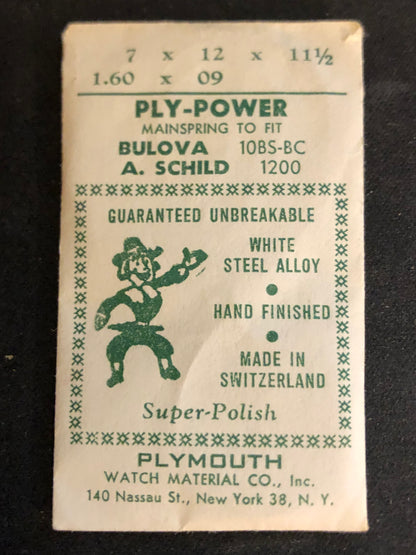 7 x 12 x 11½
1.60 x 09
PLY-POWER
MAINSPRING TO FIT
BULOVA 10BS-BC
A. SCHILD 1200
GUARANTEED UNBREAKABLE
WHITE
STEEL ALLOY
HAND FINISHED
MADE IN
SWITZERLAND
Super-Polish
PLYMOUTH
WATCH MATERIAL CO., Inc.
140 Nassau St., New York 38, N. Y.